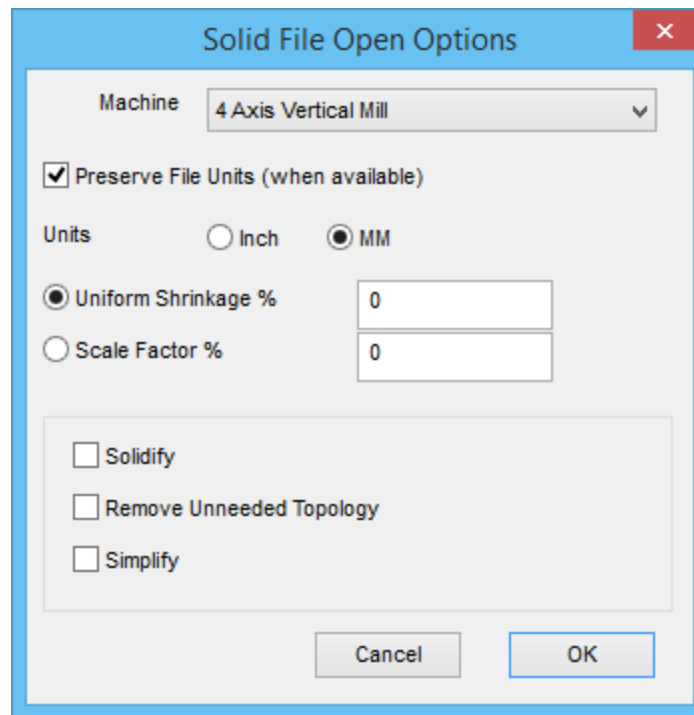 Solid File Open Options
Machine 4 Axis Vertical Mill
Preserve File Units (when available)
Units Inch MM
Uniform Shrinkage % 0
Scale Factor % 0
Solidify
Remove Unneeded Topology
Simplify
Cancel OK